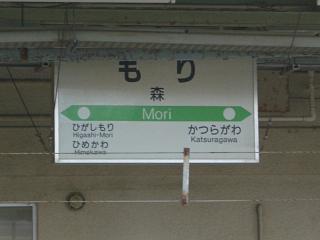 もり
森
Mori
ひがしもり
Higashi-Mori
ひめかわ
Himekawa
かつらがわ
Katsuragawa